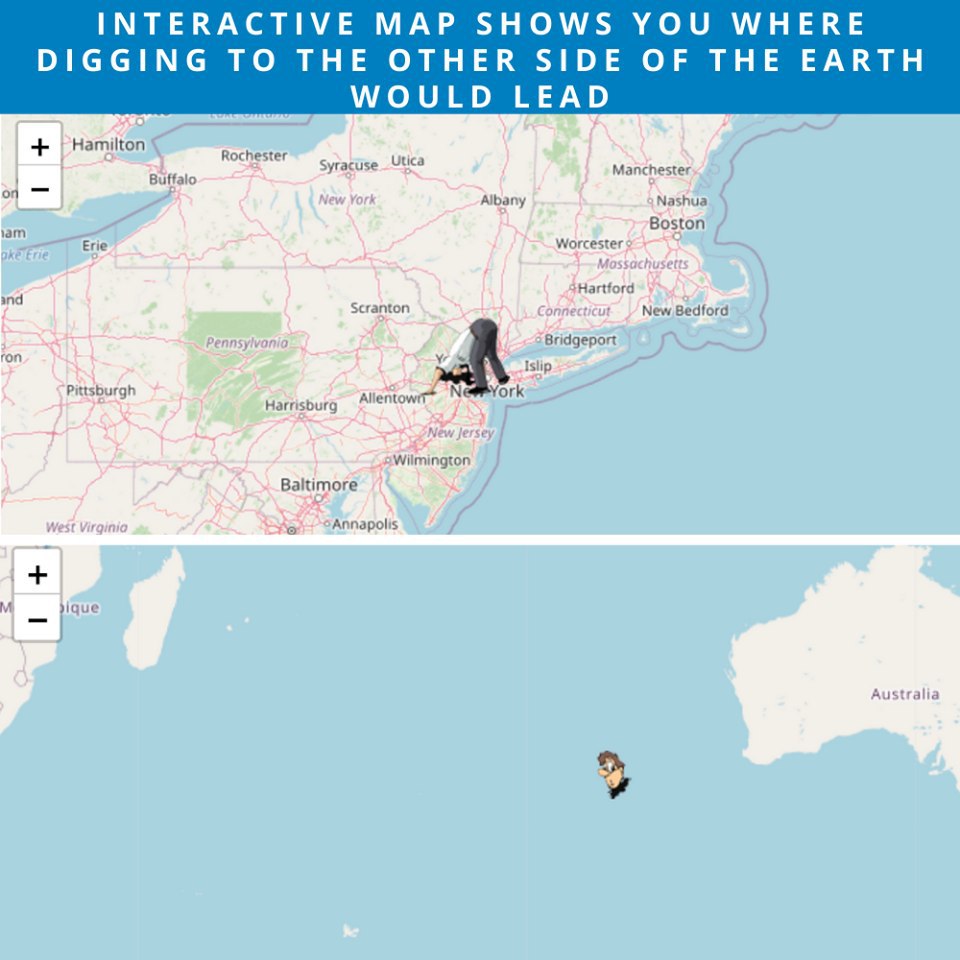 INTERACTIVE MAP SHOWS YOU WHERE
DIGGING TO THE OTHER SIDE OF THE EARTH
WOULD LEAD
+
−
Lake Ontario
Hamilton
Rochester
Syracuse
Utica
Manchester
Buffalo
New York
Albany
Nashua
Boston
Erie
Worcester
Massachusetts
Hartford
Scranton
Connecticut
New Bedford
Pennsylvania
Bridgeport
Islip
Pittsburgh
Allentown
New York
Harrisburg
New Jersey
Wilmington
Baltimore
West Virginia
Annapolis
+
−
Australia